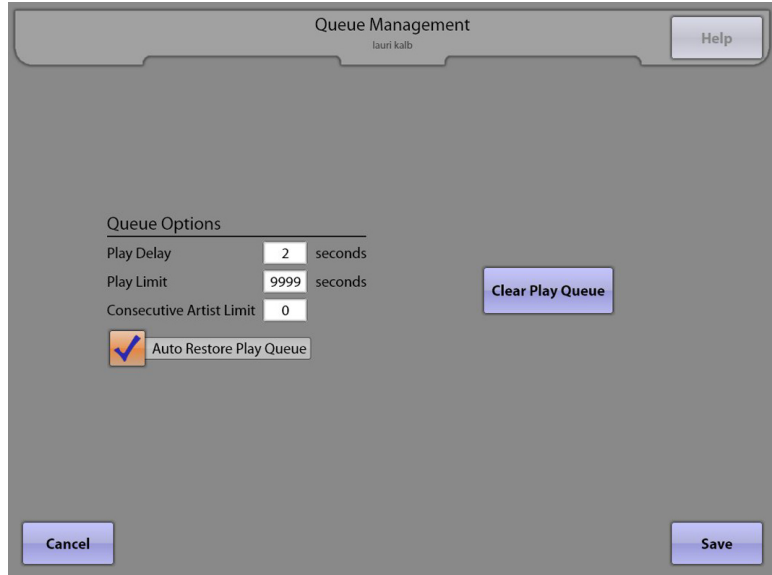 Queue Management
lauri kalb
Help
Queue Options
Play Delay 2 seconds
Play Limit 9999 seconds
Consecutive Artist Limit 0
Auto Restore Play Queue
Clear Play Queue
Cancel
Save